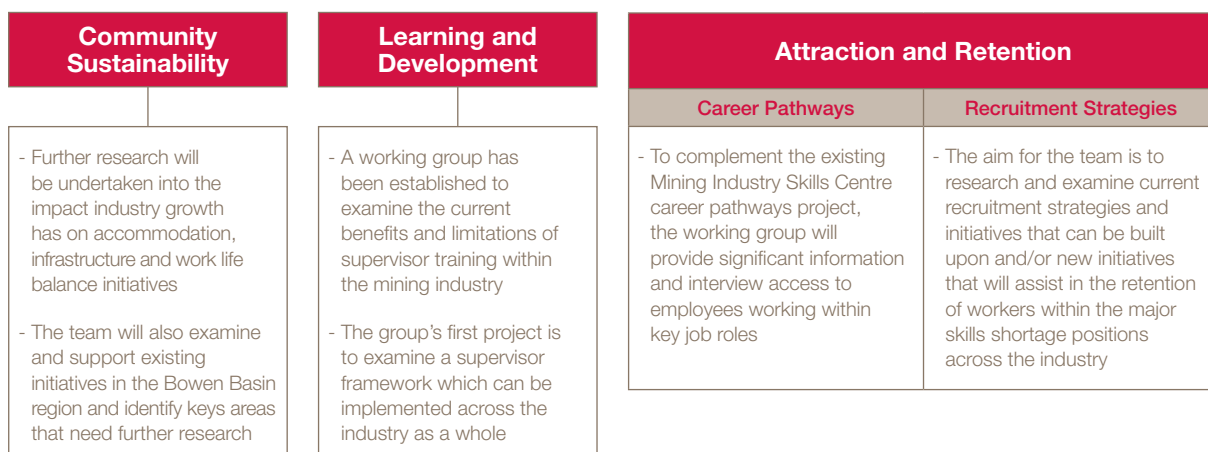 Community
Sustainability
- Further research will
be undertaken into the
impact industry growth
has on accommodation,
infrastructure and work life
balance initiatives
- The team will also examine
and support existing
initiatives in the Bowen Basin
region and identify keys areas
that need further research
Learning and
Development
- A working group has
been established to
examine the current
benefits and limitations of
supervisor training within
the mining industry
- The group's first project is
to examine a supervisor
framework which can be
implemented across the
industry as a whole
Attraction and Retention
Career Pathways
- To complement the existing
Mining Industry Skills Centre
career pathways project,
the working group will
provide significant information
and interview access to
employees working within
key job roles
Recruitment Strategies
- The aim for the team is to
research and examine current
recruitment strategies and
initiatives that can be built
upon and/or new initiatives
that will assist in the retention
of workers within the major
skills shortage positions
across the industry